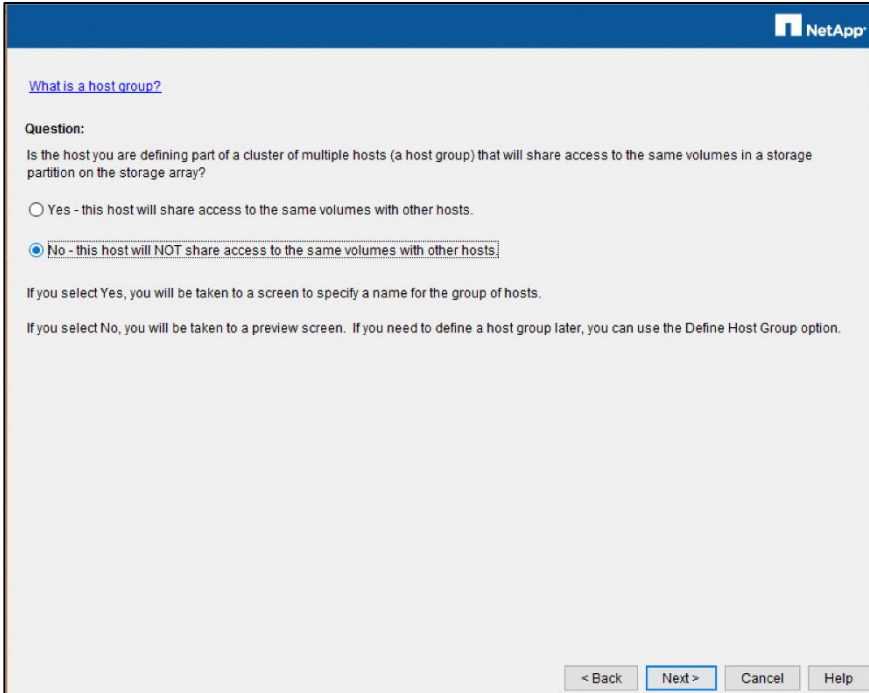 NetApp
What is a host group?
Question:
Is the host you are defining part of a cluster of multiple hosts (a host group) that will share access to the same volumes in a storage
partition on the storage array?
Yes - this host will share access to the same volumes with other hosts.
No - this host will NOT share access to the same volumes with other hosts.
If you select Yes, you will be taken to a screen to specify a name for the group of hosts.
If you select No, you will be taken to a preview screen. If you need to define a host group later, you can use the Define Host Group option.
< Back Next > Cancel Help